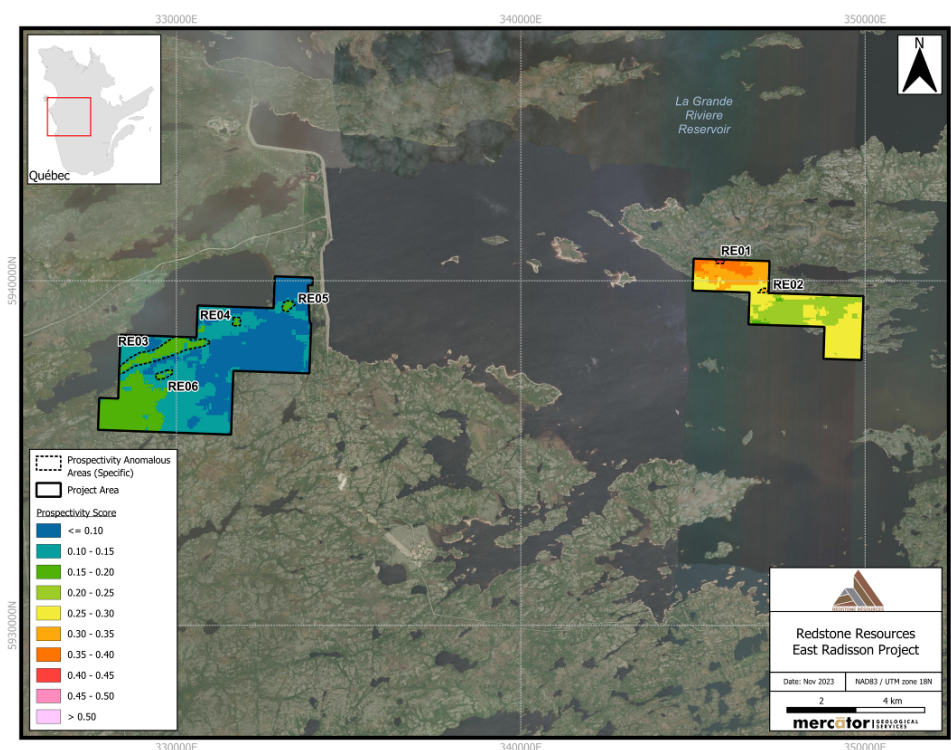 330000E
340000E
350000E
N
La Grande
Riviere
Reservoir
Québec
5940000N
RE01
RE02
RE05
RE04
RE03
RE06
Prospectivity Anomalous
Areas (Specific)
Project Area
Prospectivity Score
<= 0.10
0.10 - 0.15
0.15 - 0.20
0.20 - 0.25
0.25 - 0.30
0.30 - 0.35
0.35 - 0.40
0.40 - 0.45
0.45 - 0.50
> 0.50
5930000N
REDSTONE RESOURCES
Redstone Resources
East Radisson Project
Date: Nov 2023
NAD83 / UTM zone 18N
2 4 km
mercātor GEOLOGICAL
SERVICES
330000E
340000E
350000E